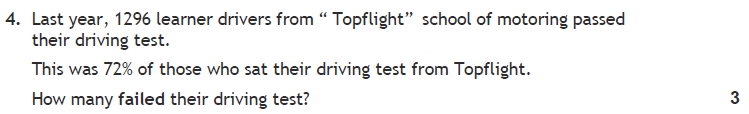 4. Last year, 1296 learner drivers from “ Topflight” school of motoring passed
their driving test.
This was 72% of those who sat their driving test from Topflight.
How many failed their driving test? 3